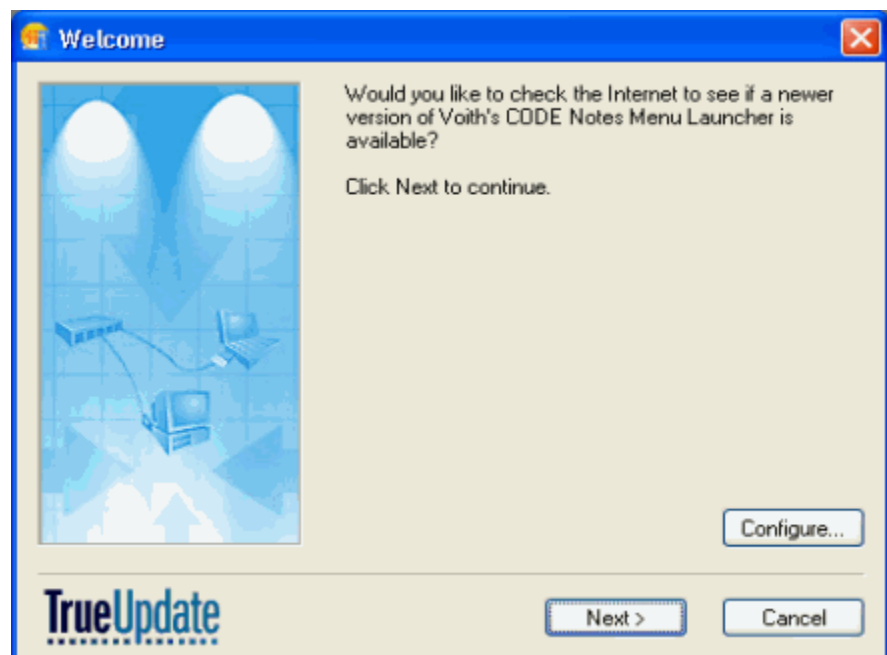 Welcome
Would you like to check the Internet to see if a newer
version of Voith's CODE Notes Menu Launcher is
available?
Click Next to continue.
Configure...
TrueUpdate
Next >
Cancel